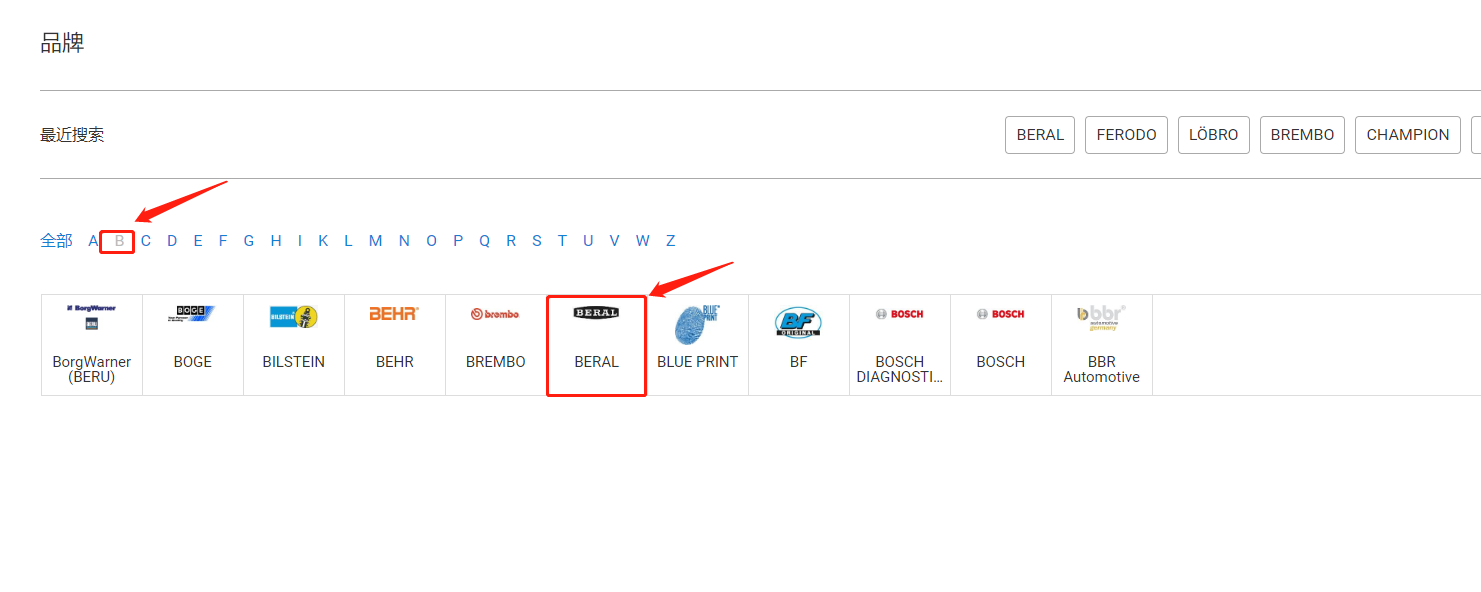 品牌
最近搜索
BERAL FERODO LÖBRO BREMBO CHAMPION
全部 A B C D E F G H I K L M N O P Q R S T U V W Z
BorgWarner
BERU
BOGE
BILSTEIN
BEHR
brembo
BERAL
BLUE PRINT
BF
ORIGINAL
BOSCH
BOSCH
bbr
automotive
germany
BorgWarner
(BERU)
BOGE
BILSTEIN
BEHR
BREMBO
BERAL
BLUE PRINT
BF
BOSCH
DIAGNOSTI...
BOSCH
BBR
Automotive